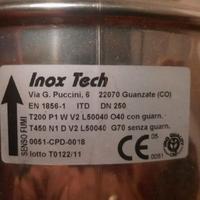 Inox Tech
Via G. Puccini, 6 22070 Guanzate (CO)
EN 1856-1 ITD DN 250
T200 P1 W V2 L50040 O40 con guarn.
T450 N1 D V2 L50040 G70 senza guarn.
0051-CPD-0018
lotto T0122/11
SENSO FUMI
CE
0051
05